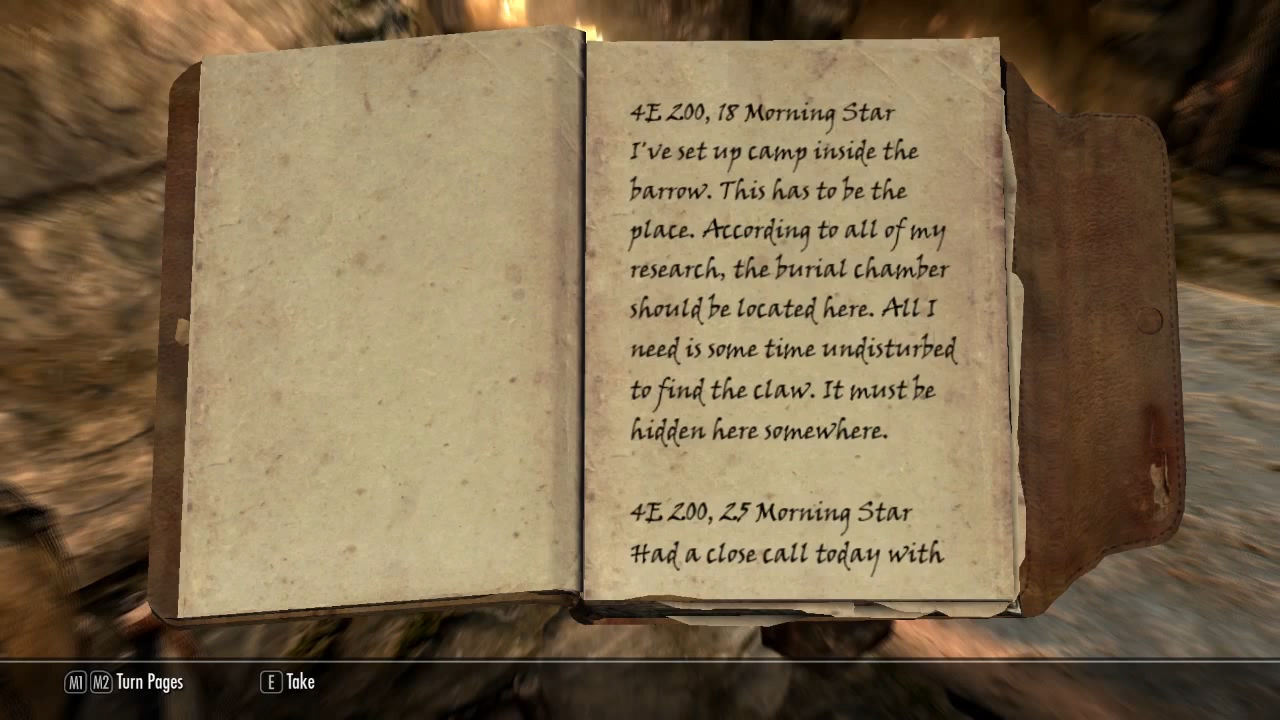 4E 200, 18 Morning Star
I've set up camp inside the
barrow. This has to be the
place. According to all of my
research, the burial chamber
should be located here. All I
need is some time undisturbed
to find the claw. It must be
hidden here somewhere.
4E 200, 25 Morning Star
Had a close call today with
M1 M2 Turn Pages
E Take